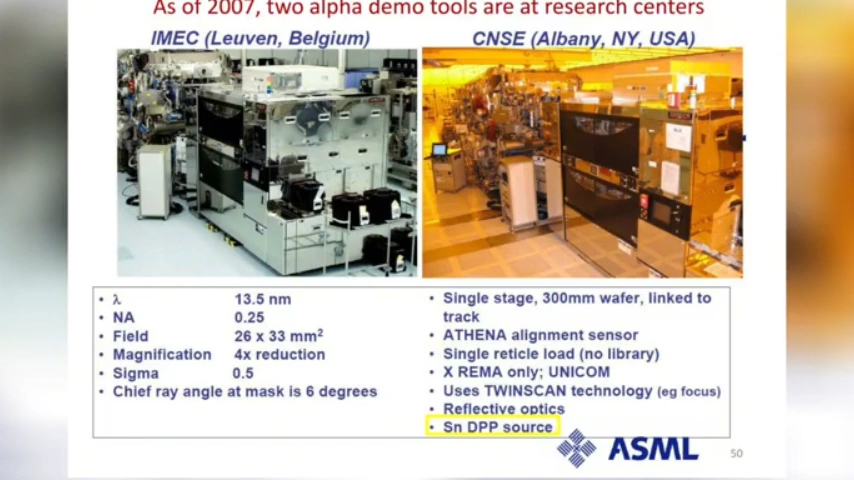 As of 2007, two alpha demo tools are at research centers
IMEC (Leuven, Belgium)
CNSE (Albany, NY, USA)
• λ 13.5 nm
• NA 0.25
• Field 26 x 33 mm²
• Magnification 4x reduction
• Sigma 0.5
• Chief ray angle at mask is 6 degrees
• Single stage, 300mm wafer, linked to
track
• ATHENA alignment sensor
• Single reticle load (no library)
• X REMA only; UNICOM
• Uses TWINSCAN technology (eg focus)
• Reflective optics
• Sn DPP source
ASML
50